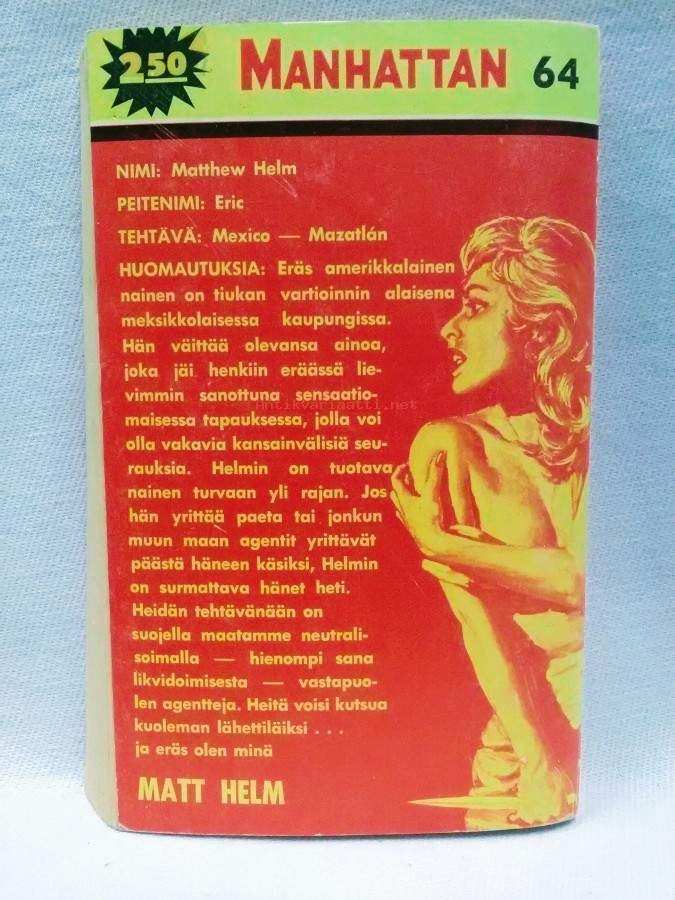 2.50 MANHATTAN 64
NIMI: Matthew Helm
PEITENIMI: Eric
TEHTÄVÄ: Mexico — Mazatlán
HUOMAUTUKSIA: Eräs amerikkalainen
nainen on tiukan vartioinnin alaisena
meksikkolaisessa kaupungissa.
Hän väittää olevansa ainoa,
joka jäi henkiin eräässä lie-
vimmin sanottuna sensaatio-
Antikvariaatti.net
maisessa tapauksessa, jolla voi
olla vakavia kansainvälisiä seu-
rauksia. Helmin on tuotava
nainen turvaan yli rajan. Jos
hän yrittää paeta tai jonkun
muun maan agentit yrittävät
päästä häneen käsiksi, Helmin
on surmattava hänet heti.
Heidän tehtävänään on
suojella maatamme neutrali-
soimalla — hienompi sana
likvidoimisesta — vastapuo-
len agentteja. Heitä voisi kutsua
kuoleman lähettiläiksi . . .
ja eräs olen minä
MATT HELM